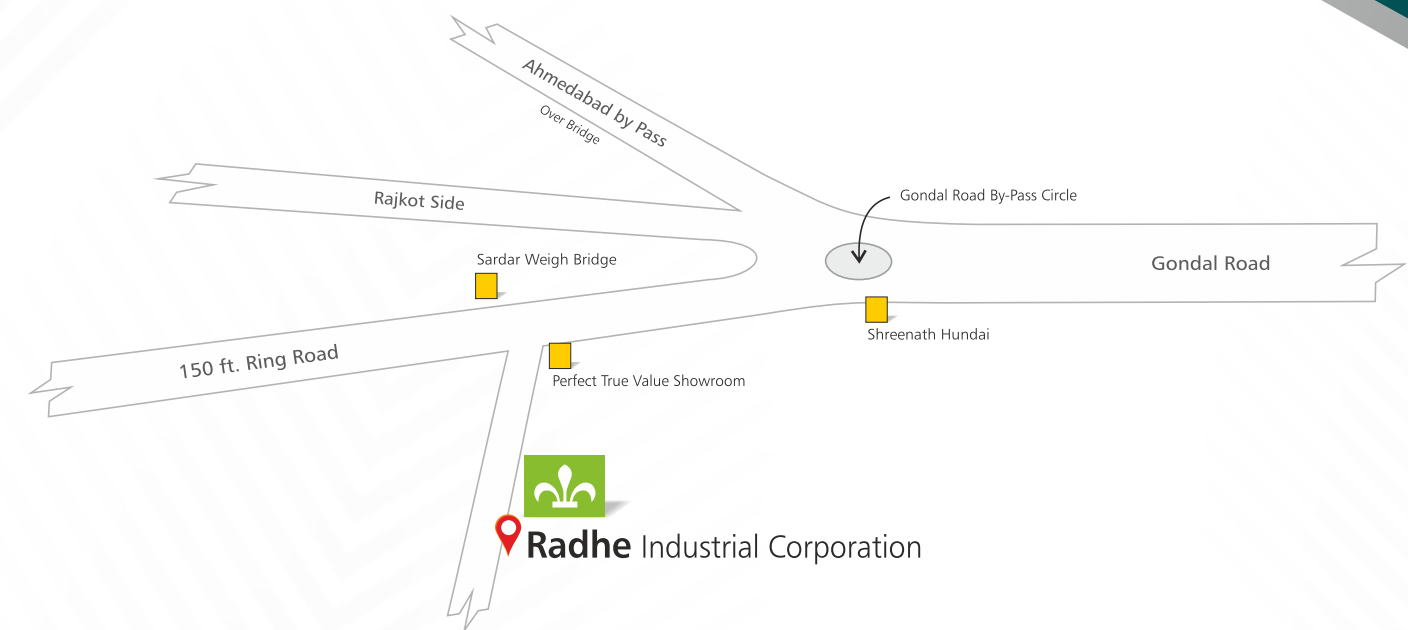 Ahmedabad by Pass
Over Bridge
Rajkot Side
Gondal Road By-Pass Circle
Sardar Weigh Bridge
Gondal Road
Shreenath Hundai
150 ft. Ring Road
Perfect True Value Showroom
Radhe Industrial Corporation